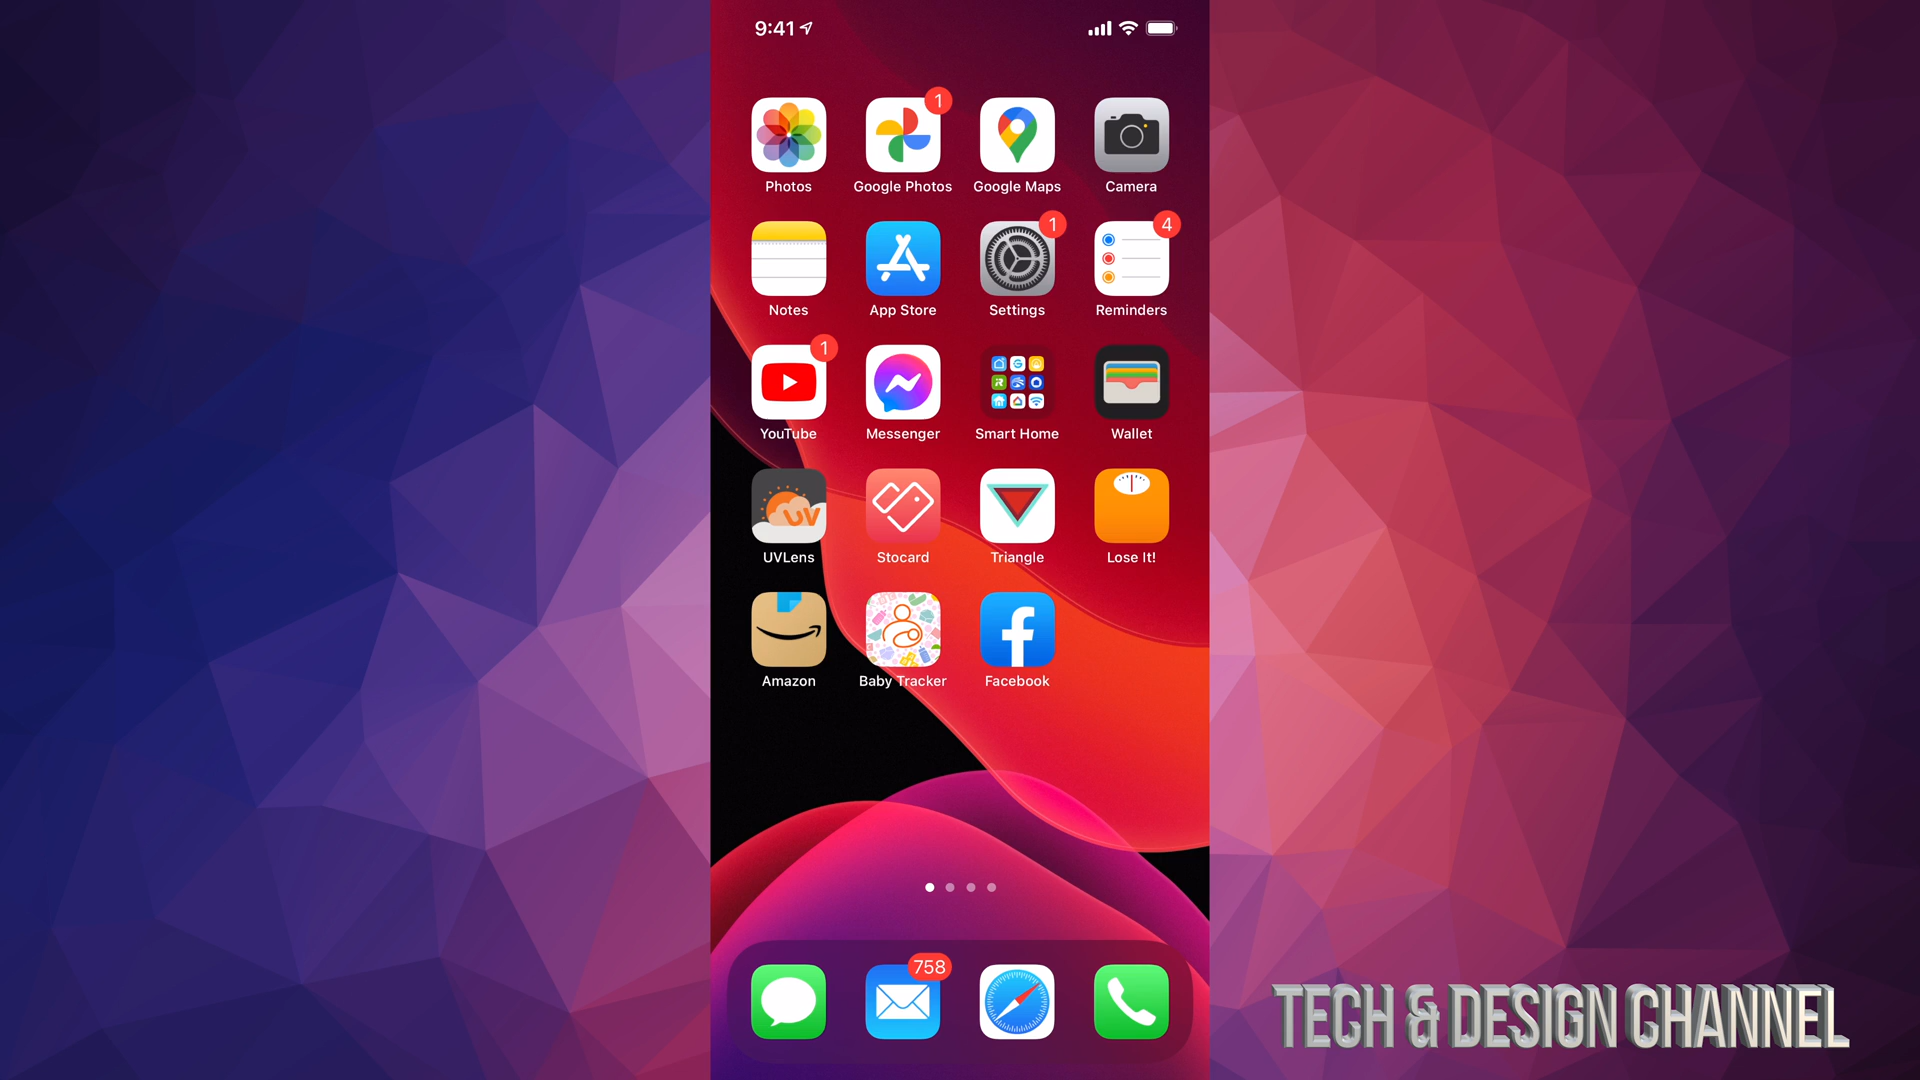 9:41
1
Photos Google Photos Google Maps Camera
1 4
Notes App Store Settings Reminders
1
YouTube Messenger Smart Home Wallet
UV
UVLens Stocard Triangle Lose It!
Amazon Baby Tracker Facebook
758
TECH & DESIGN CHANNEL